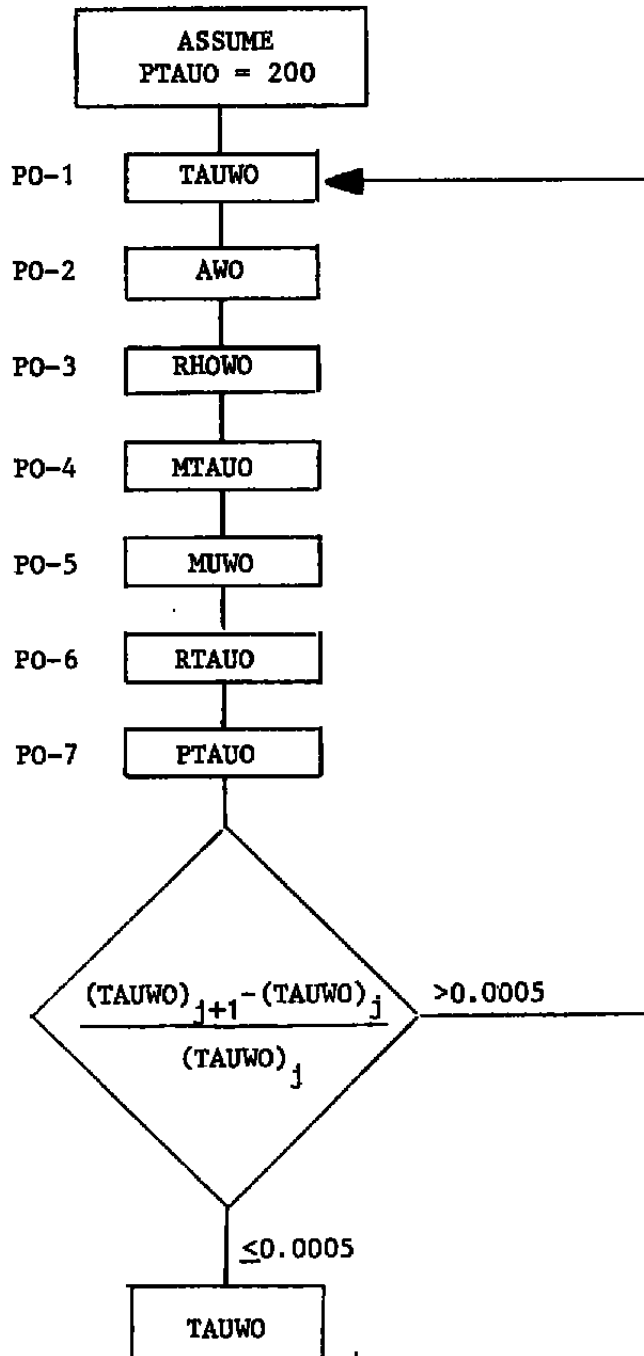 ASSUME
PTAUO = 200
PO-1 TAUWO
PO-2 AWO
PO-3 RHOWO
PO-4 MTAUO
PO-5 MUWO
PO-6 RTAUO
PO-7 PTAUO
(TAUWO)j+1-(TAUWO)j
(TAUWO)j
>0.0005
≤0.0005
TAUWO